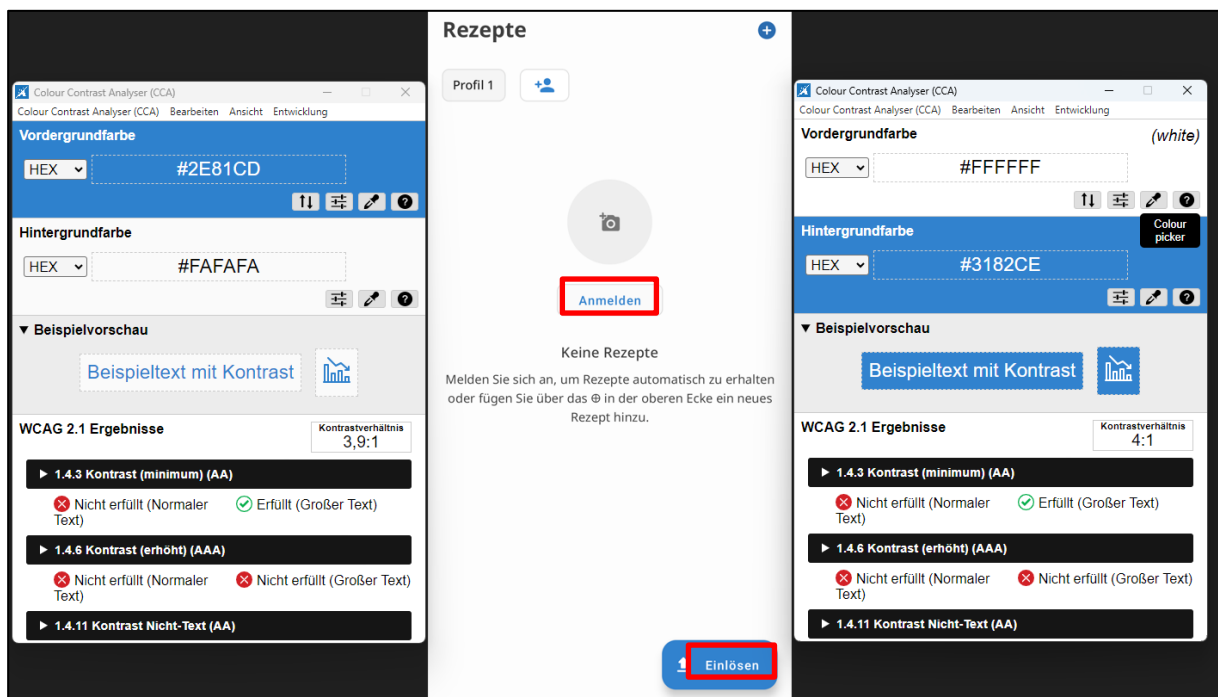 Colour Contrast Analyser (CCA)
Colour Contrast Analyser (CCA) Bearbeiten Ansicht Entwicklung
Vordergrundfarbe
HEX #2E81CD
Hintergrundfarbe
HEX #FAFAFA
▼ Beispielvorschau
Beispieltext mit Kontrast
WCAG 2.1 Ergebnisse
Kontrastverhältnis
3,9:1
▶ 1.4.3 Kontrast (minimum) (AA)
Nicht erfüllt (Normaler Text)
Erfüllt (Großer Text)
▶ 1.4.6 Kontrast (erhöht) (AAA)
Nicht erfüllt (Normaler Text)
Nicht erfüllt (Großer Text)
▶ 1.4.11 Kontrast Nicht-Text (AA)
Rezepte
Profil 1
Anmelden
Keine Rezepte
Melden Sie sich an, um Rezepte automatisch zu erhalten
oder fügen Sie über das ⊕ in der oberen Ecke ein neues
Rezept hinzu.
Einlösen
Colour Contrast Analyser (CCA)
Colour Contrast Analyser (CCA) Bearbeiten Ansicht Entwicklung
Vordergrundfarbe (white)
HEX #FFFFFF
Hintergrundfarbe
Colour
picker
HEX #3182CE
▼ Beispielvorschau
Beispieltext mit Kontrast
WCAG 2.1 Ergebnisse
Kontrastverhältnis
4:1
▶ 1.4.3 Kontrast (minimum) (AA)
Nicht erfüllt (Normaler Text)
Erfüllt (Großer Text)
▶ 1.4.6 Kontrast (erhöht) (AAA)
Nicht erfüllt (Normaler Text)
Nicht erfüllt (Großer Text)
▶ 1.4.11 Kontrast Nicht-Text (AA)